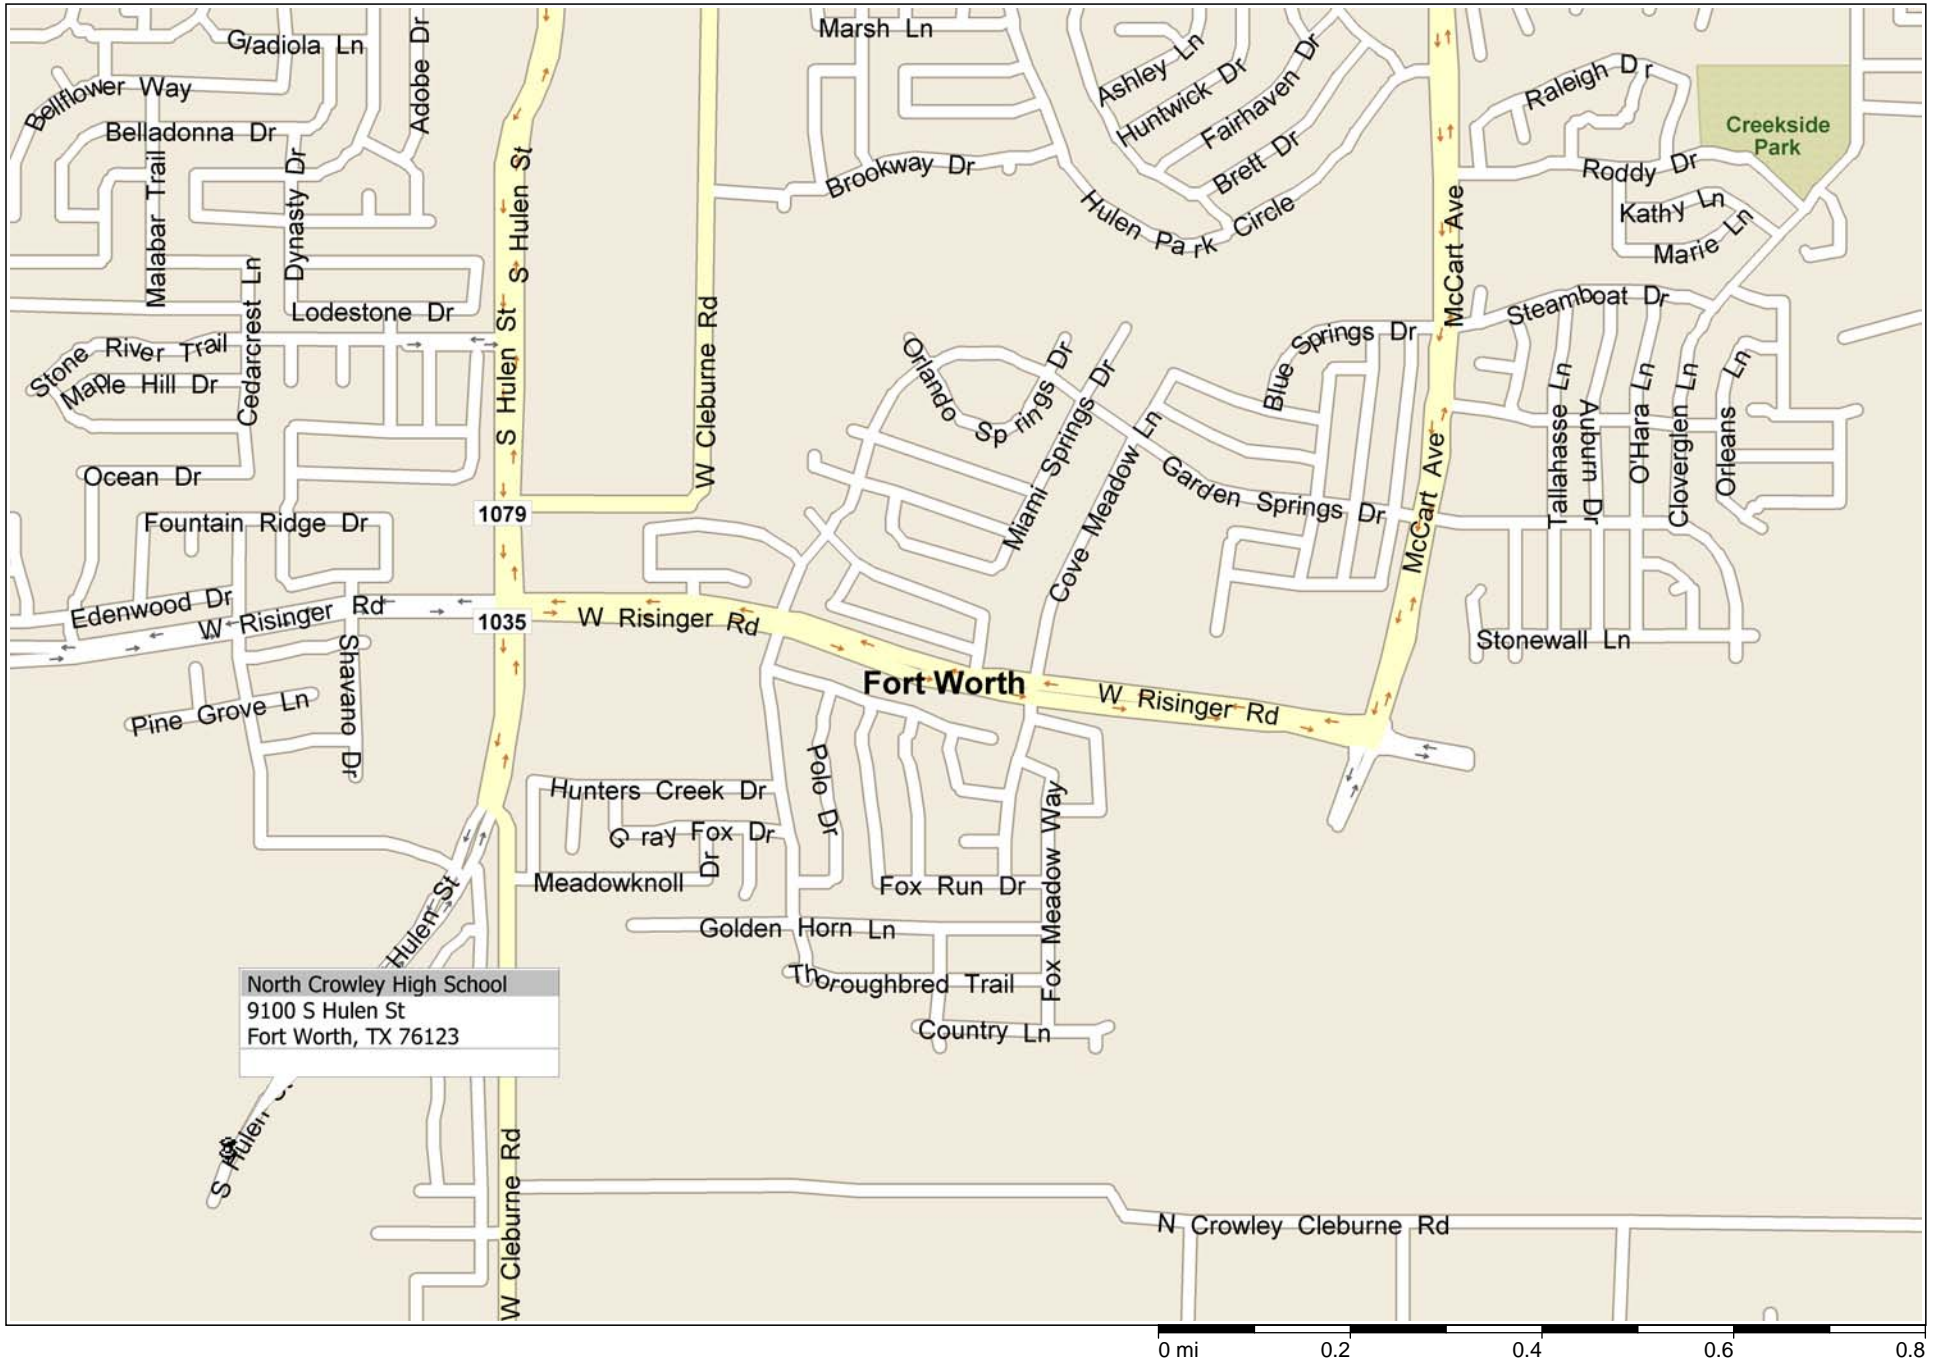 Gladiola Ln
Adobe Dr
Marsh Ln
Ashley Ln
Huntwick Dr
Fairhaven Dr
Brett Dr
Raleigh Dr
Creekside
Park
Bellflower Way
Belladonna Dr
Malabar Trail
Dynasty Dr
S Hulen St
Brookway Dr
Hulen Park Circle
McCart Ave
Roddy Dr
Kathy Ln
Marie Ln
Cedarcrest Ln
Lodestone Dr
S Hulen St
W Cleburne Rd
Steamboat Dr
Stone River Trail
Maple Hill Dr
Orlando Springs Dr
Miami Springs Dr
Blue Springs Dr
Tallahasse Ln
Auburn Dr
O'Hara Ln
Cloverglen Ln
Orleans Ln
Ocean Dr
Cove Meadow Ln
Garden Springs Dr
McCart Ave
1079
Fountain Ridge Dr
Edenwood Dr
W Risinger Rd
1035
W Risinger Rd
Stonewall Ln
Shavano Dr
Pine Grove Ln
Fort Worth
W Risinger Rd
Polo Dr
Hunters Creek Dr
Gray Fox Dr
Meadowknoll Dr
Fox Run Dr
Fox Meadow Way
Golden Horn Ln
Thoroughbred Trail
Country Ln
Hulen St
North Crowley High School
9100 S Hulen St
Fort Worth, TX 76123
S Hulen
W Cleburne Rd
N Crowley Cleburne Rd
0 mi 0.2 0.4 0.6 0.8